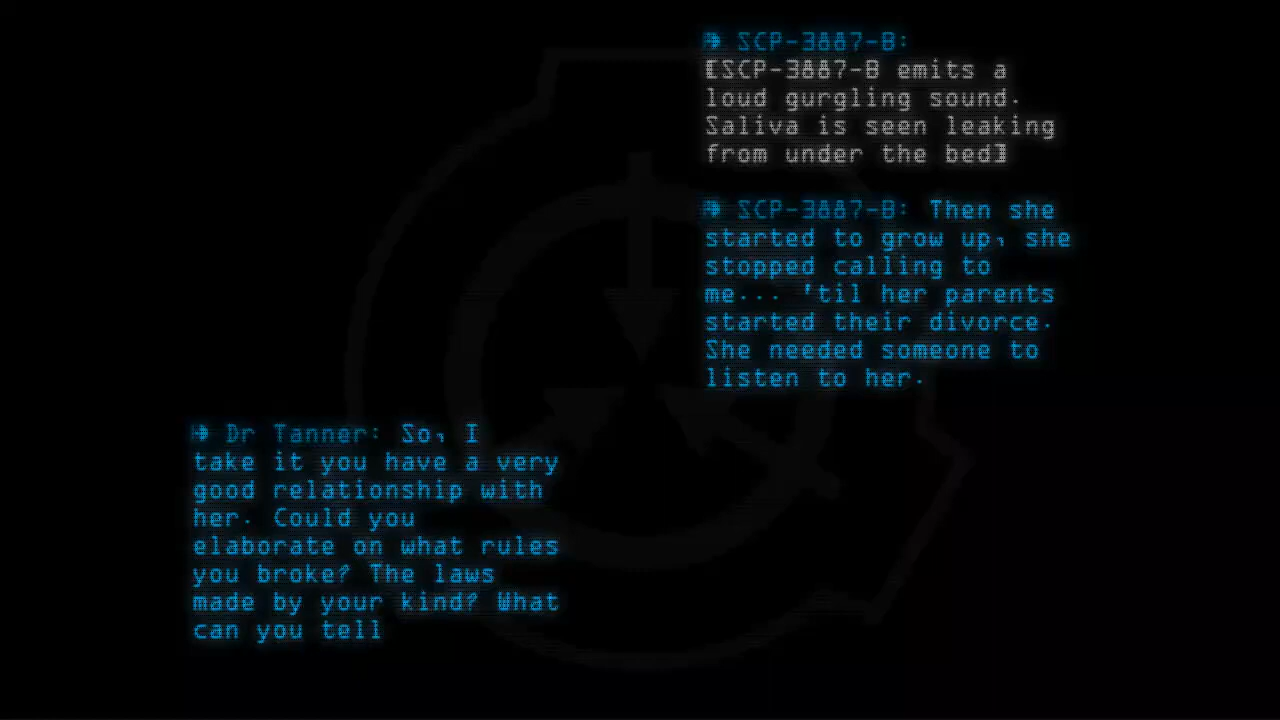 SCP-3887-B:
[SCP-3887-B emits a
loud gurgling sound.
Saliva is seen leaking
from under the bed]
SCP-3887-B: Then she
started to grow up, she
stopped calling to
me... 'til her parents
started their divorce.
She needed someone to
listen to her.
Dr Tanner: So, I
take it you have a very
good relationship with
her. Could you
elaborate on what rules
you broke? The laws
made by your kind? What
can you tell